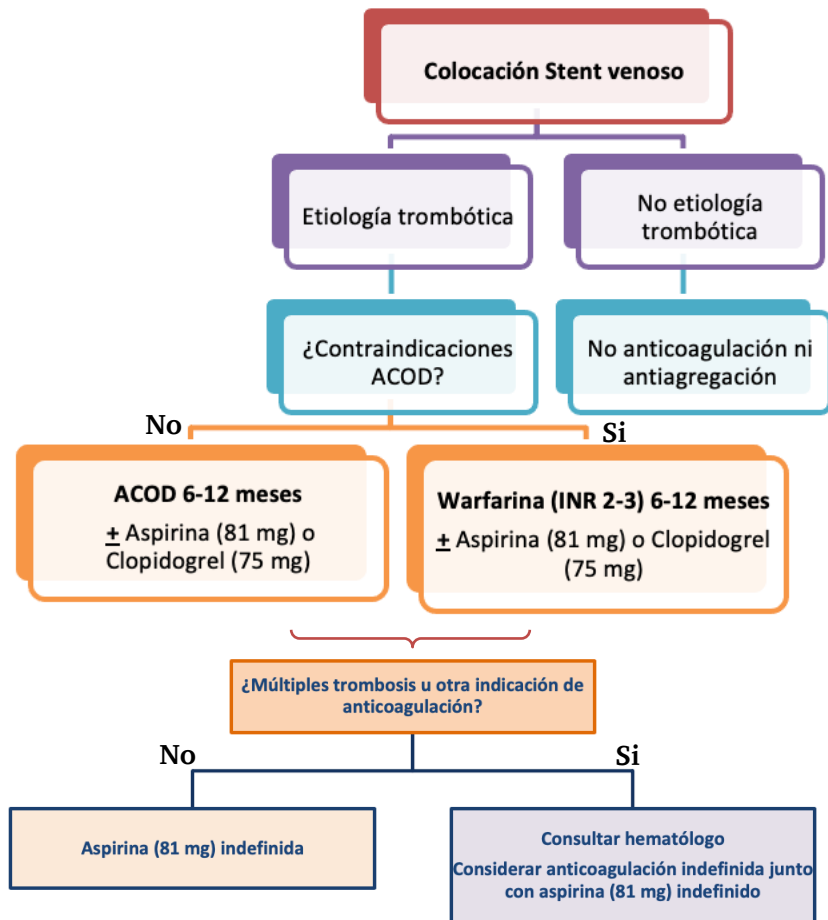 Colocación Stent venoso
Etiología trombótica
No etiología
trombótica
¿Contraindicaciones
ACOD?
No anticoagulación ni
antiagregación
No
Si
ACOD 6-12 meses
+ Aspirina (81 mg) o
Clopidogrel (75 mg)
Warfarina (INR 2-3) 6-12 meses
+ Aspirina (81 mg) o Clopidogrel
(75 mg)
¿Múltiples trombosis u otra indicación de
anticoagulación?
No
Si
Aspirina (81 mg) indefinida
Consultar hematólogo
Considerar anticoagulación indefinida junto
con aspirina (81 mg) indefinido